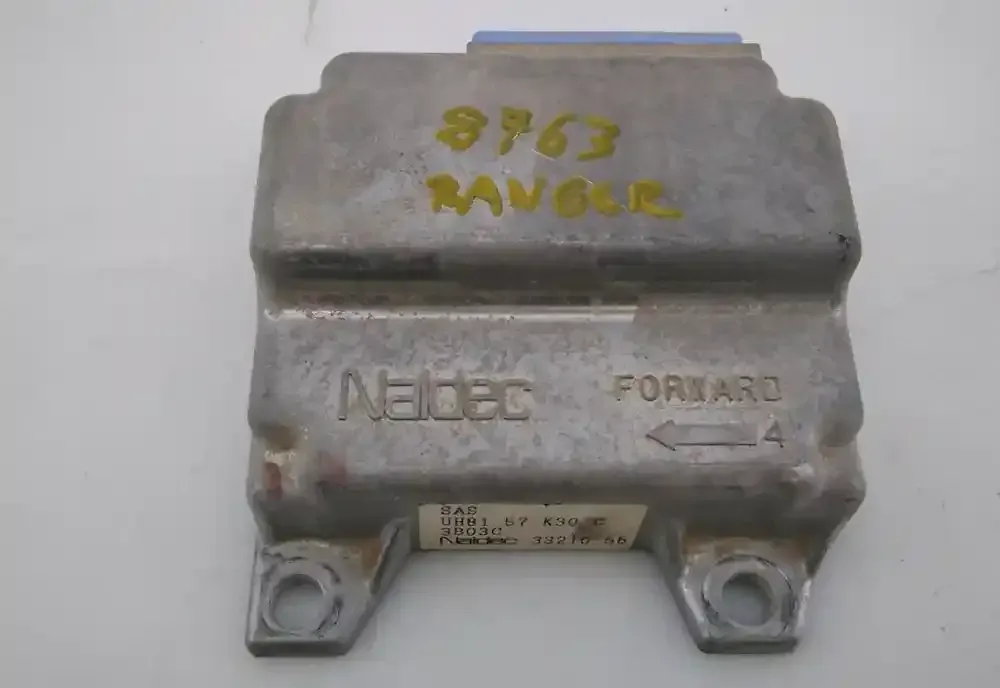 8763
RANGER
Naldec
FORWARD
4
SAS
UH81 57 K30 C
3B03C
Naldec 33210-56